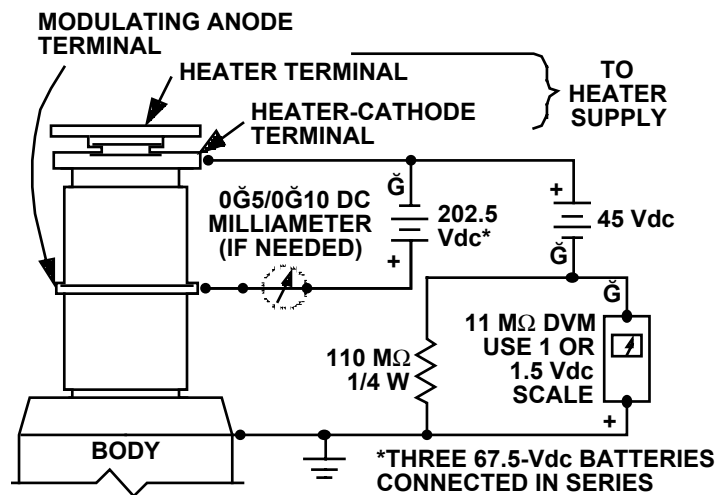 MODULATING ANODE
TERMINAL
HEATER TERMINAL
HEATER-CATHODE
TERMINAL
TO
HEATER
SUPPLY
0Ğ5/0Ğ10 DC
MILLIAMETER
(IF NEEDED)
Ğ
202.5
Vdc*
+
+
45 Vdc
Ğ
Ğ
11 MΩ DVM
USE 1 OR
1.5 Vdc
SCALE
+
110 MΩ
1/4 W
BODY
*THREE 67.5-Vdc BATTERIES
CONNECTED IN SERIES